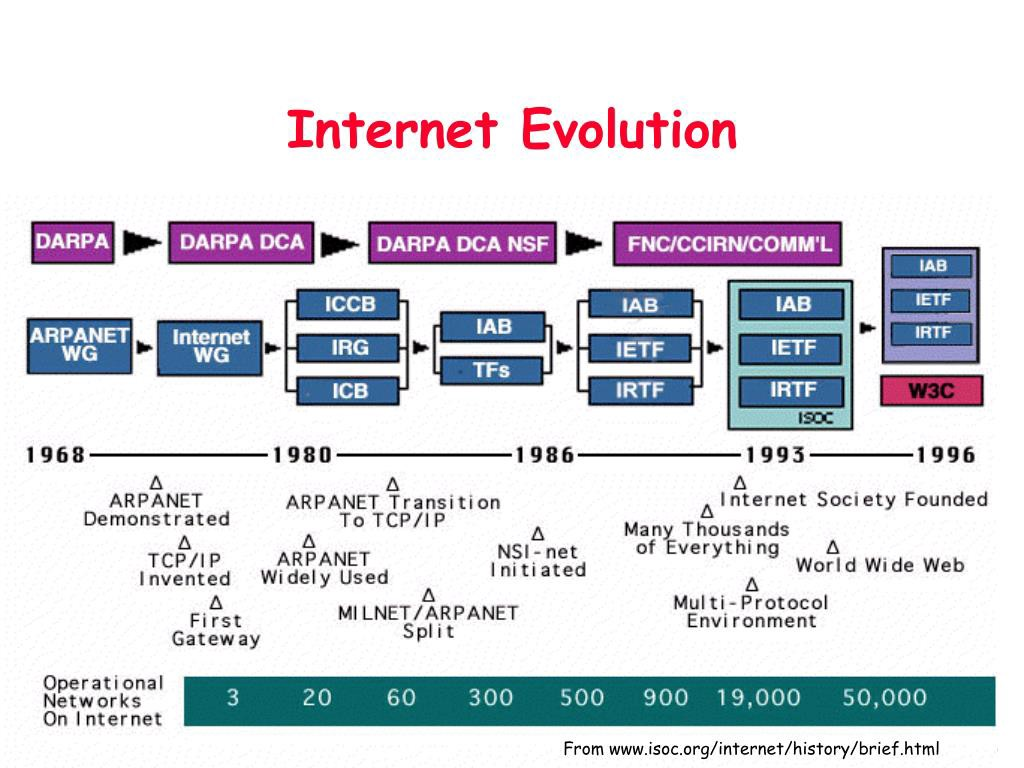 Internet Evolution
DARPA
DARPA DCA
DARPA DCA NSF
FNC/CCIRN/COMM'L
ARPANET
WG
Internet
WG
ICCB
IRG
ICB
IAB
TFs
IAB
IETF
IRTF
IAB
IETF
IRTF
ISOC
IAB
IETF
IRTF
W3C
1968 1980 1986 1993 1996
ARPANET
Demonstrated
TCP/IP
Invented
First
Gateway
ARPANET Transition
To TCP/IP
ARPANET
Widely Used
MILNET/ARPANET
Split
NSI-net
Initiated
Internet Society Founded
Many Thousands
of Everything
World Wide Web
Multi-Protocol
Environment
Operational
Networks
On Internet
3 20 60 300 500 900 19,000 50,000
From www.isoc.org/internet/history/brief.html